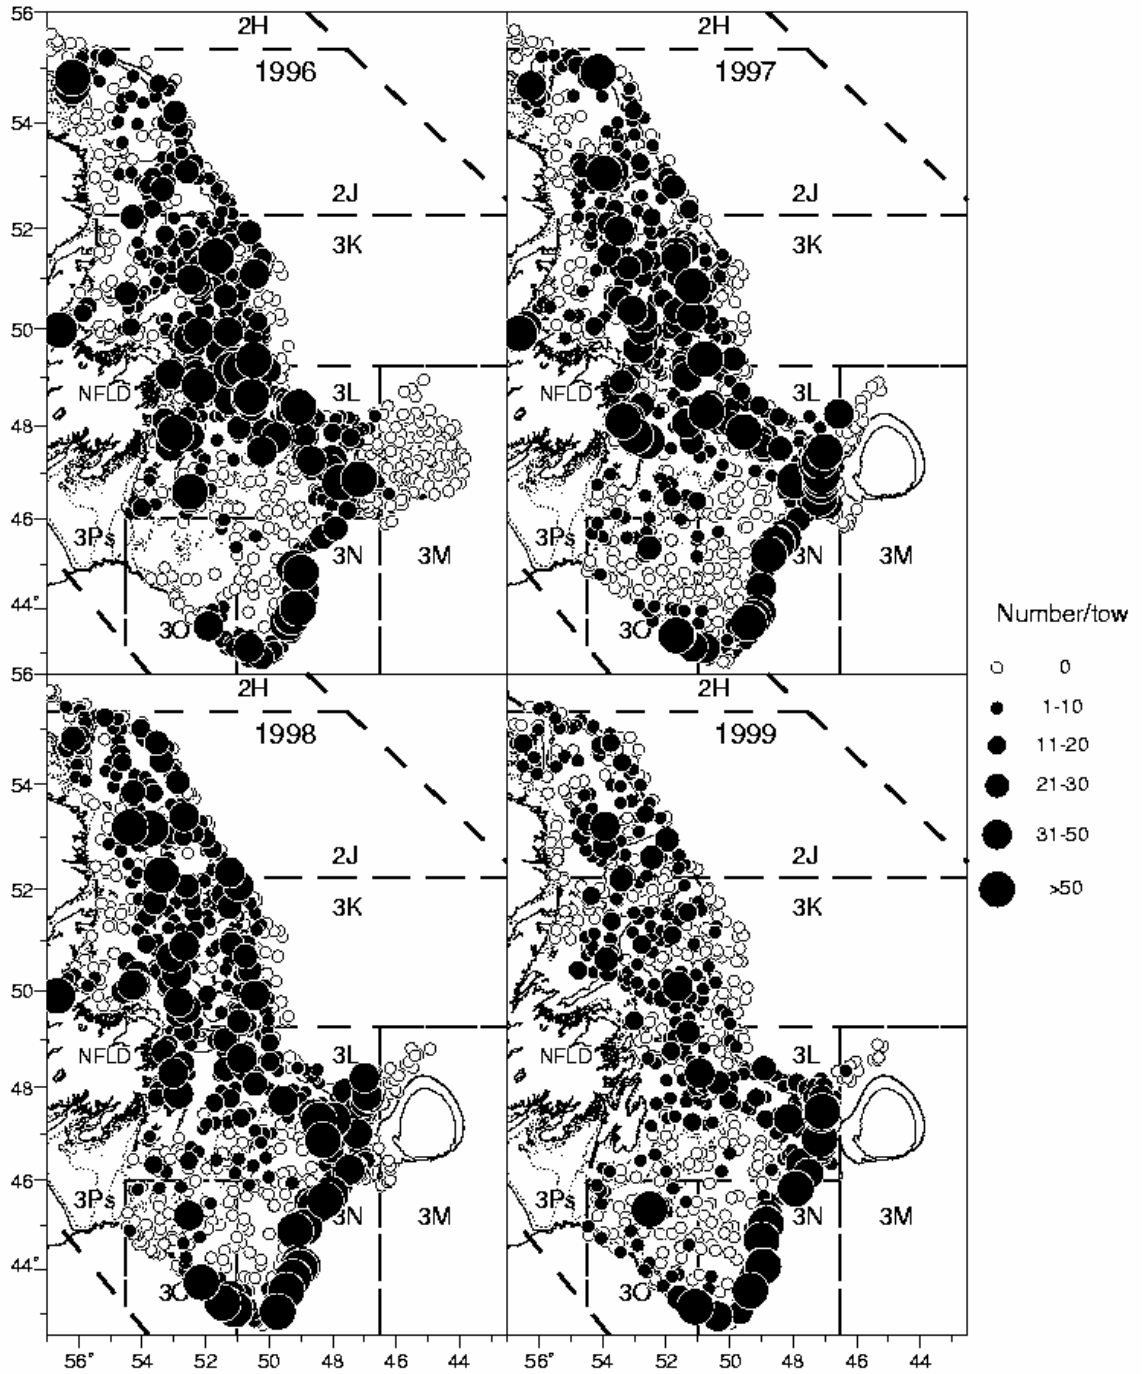 56
2H
2H
1996
1997
54
2J
2J
52
3K
3K
50
NFLD
3L
NFLD
3L
48
46
3Ps
3N
3M
3Ps
3N
3M
44°
3O
3O
Number/tow
0
1-10
11-20
21-30
31-50
>50
56
2H
2H
1998
1999
54
2J
2J
52
3K
3K
50
NFLD
3L
NFLD
3L
48
46
3Ps
3N
3M
3Ps
3N
3M
44°
3O
3O
56° 54 52 50 48 46 44 56° 54 52 50 48 46 44